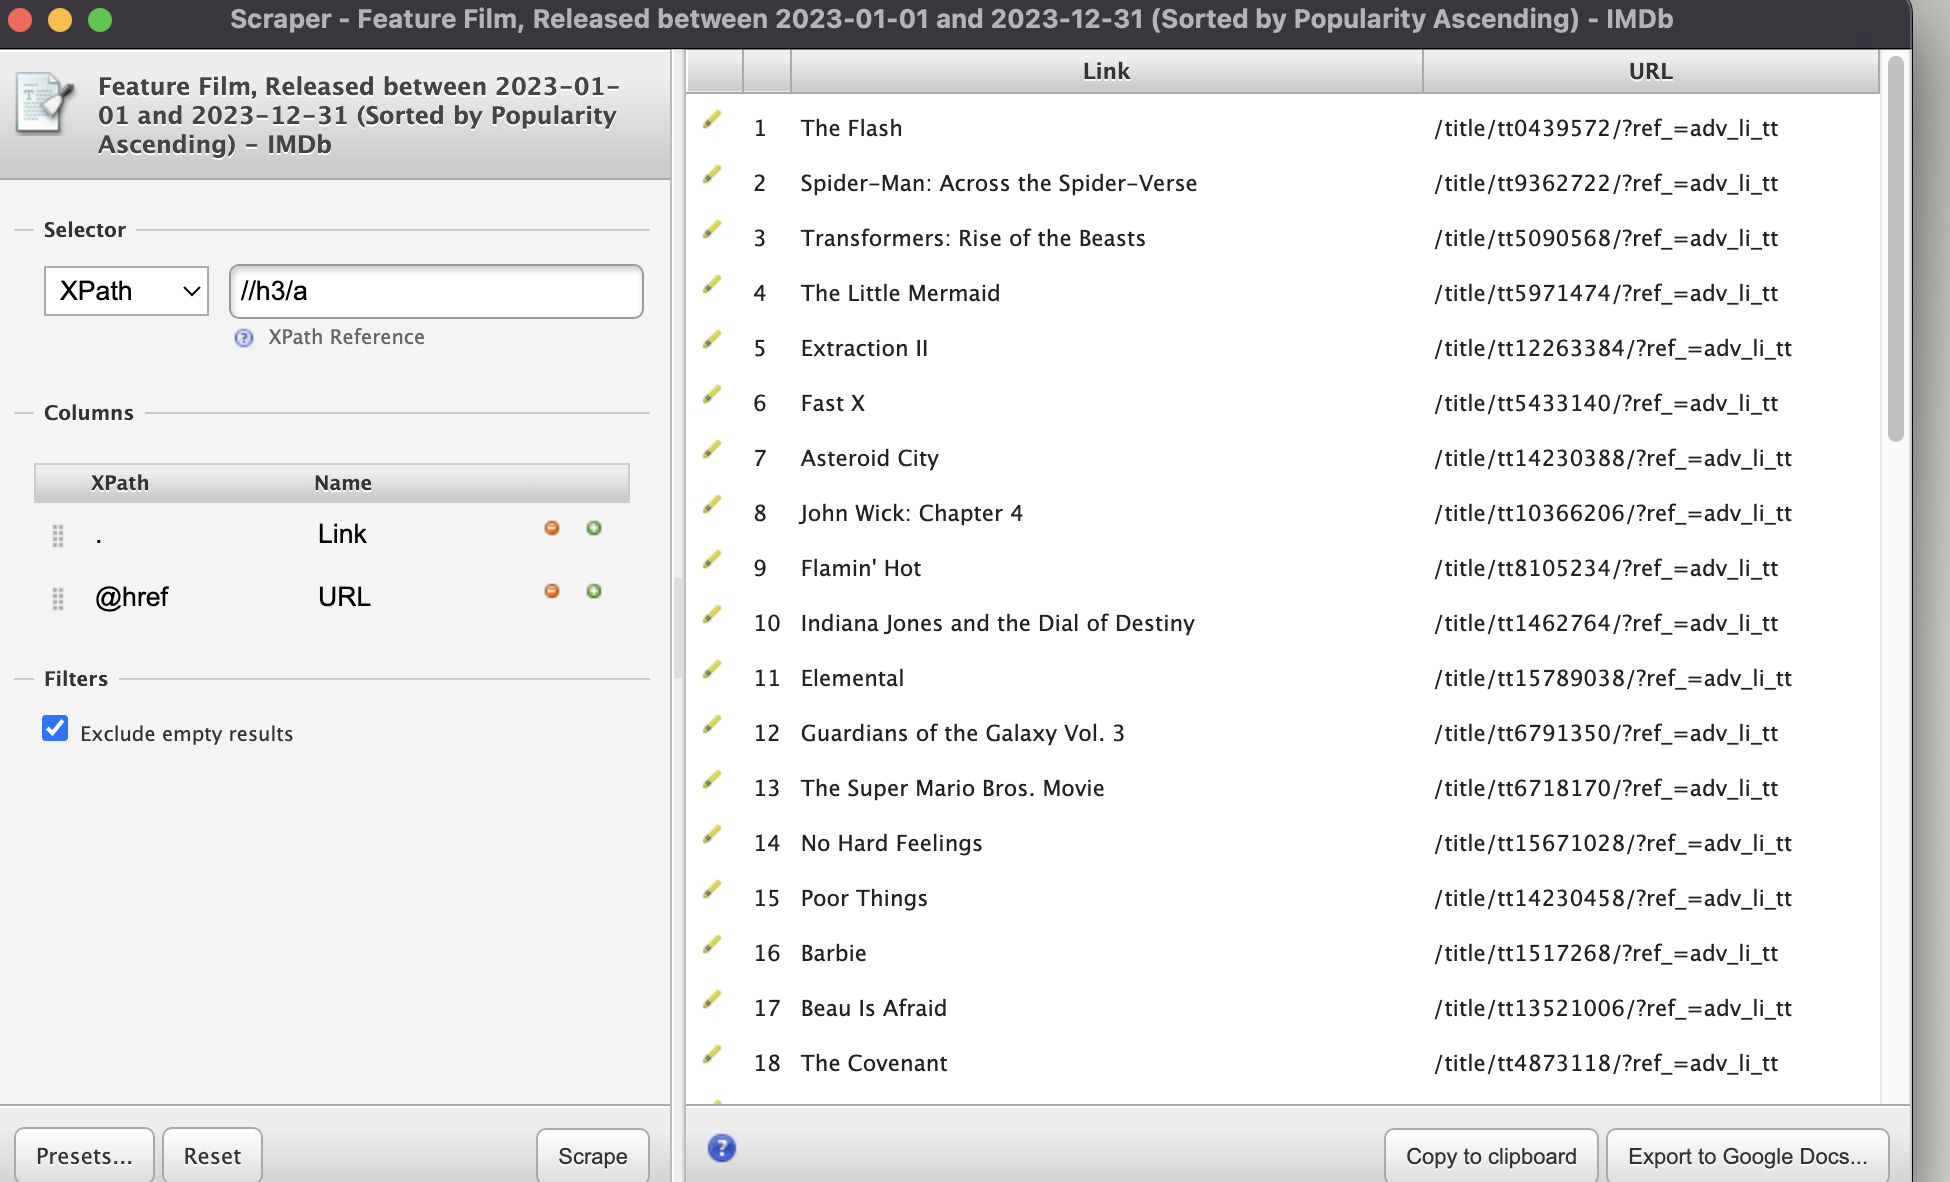 Scraper - Feature Film, Released between 2023-01-01 and 2023-12-31 (Sorted by Popularity Ascending) - IMDb
Feature Film, Released between 2023-01-
01 and 2023-12-31 (Sorted by Popularity
Ascending) - IMDb
Selector
XPath
//h3/a
XPath Reference
Columns
XPath Name
. Link
@href URL
Filters
Exclude empty results
Presets...
Reset
Scrape
Link URL
1 The Flash /title/tt0439572/?ref_=adv_li_tt
2 Spider-Man: Across the Spider-Verse /title/tt9362722/?ref_=adv_li_tt
3 Transformers: Rise of the Beasts /title/tt5090568/?ref_=adv_li_tt
4 The Little Mermaid /title/tt5971474/?ref_=adv_li_tt
5 Extraction II /title/tt12263384/?ref_=adv_li_tt
6 Fast X /title/tt5433140/?ref_=adv_li_tt
7 Asteroid City /title/tt14230388/?ref_=adv_li_tt
8 John Wick: Chapter 4 /title/tt10366206/?ref_=adv_li_tt
9 Flamin' Hot /title/tt8105234/?ref_=adv_li_tt
10 Indiana Jones and the Dial of Destiny /title/tt1462764/?ref_=adv_li_tt
11 Elemental /title/tt15789038/?ref_=adv_li_tt
12 Guardians of the Galaxy Vol. 3 /title/tt6791350/?ref_=adv_li_tt
13 The Super Mario Bros. Movie /title/tt6718170/?ref_=adv_li_tt
14 No Hard Feelings /title/tt15671028/?ref_=adv_li_tt
15 Poor Things /title/tt14230458/?ref_=adv_li_tt
16 Barbie /title/tt1517268/?ref_=adv_li_tt
17 Beau Is Afraid /title/tt13521006/?ref_=adv_li_tt
18 The Covenant /title/tt4873118/?ref_=adv_li_tt
Copy to clipboard
Export to Google Docs...